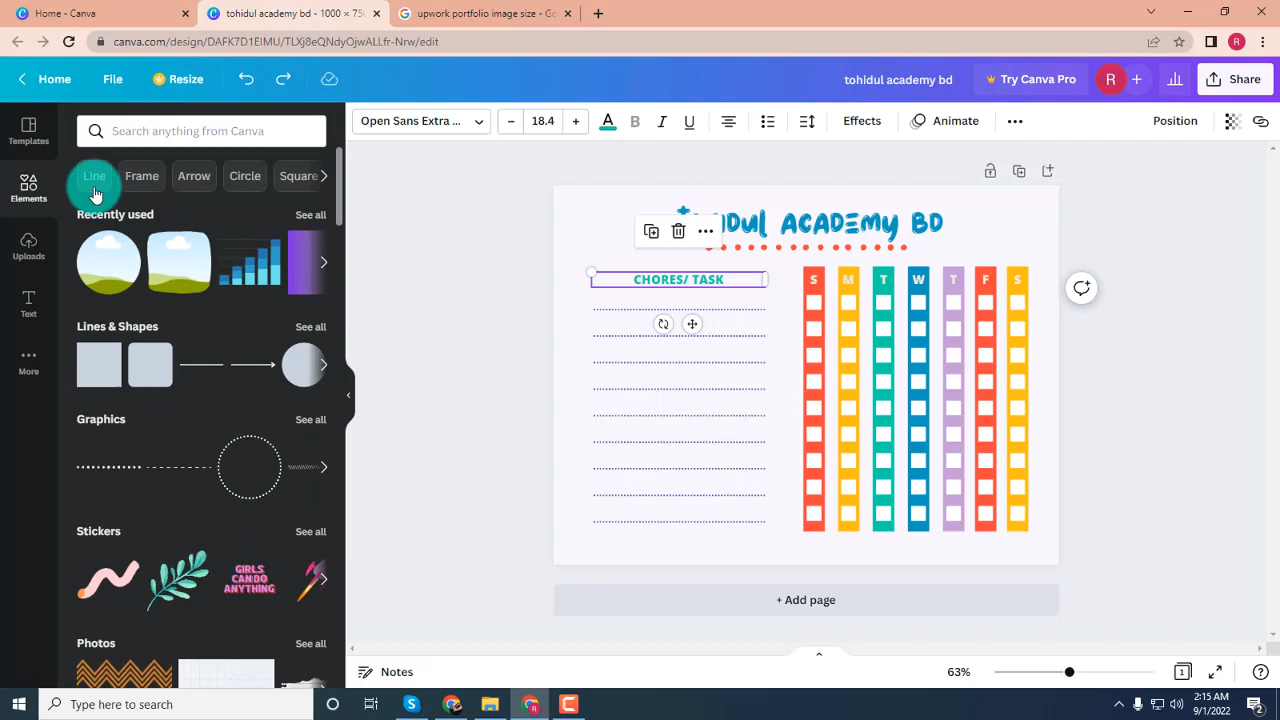 Home - Canva
tohidul academy bd - 1000 × 750
upwork portfolio image size - Go
canva.com/design/DAFK7D1EIMU/TLXj8eQNdyOjwALLfr-Nrw/edit
Home
File
Resize
tohidul academy bd
Try Canva Pro
R
Share
Templates
Elements
Uploads
Text
More
Search anything from Canva
Line
Frame
Arrow
Circle
Square
Recently used
See all
Lines & Shapes
See all
Graphics
See all
Stickers
See all
GIRLS
CAN DO
ANYTHING
Photos
See all
Open Sans Extra ...
18.4
B
I
U
Effects
Animate
Position
Tohidul ACADEMY BD
CHORES/ TASK
S M T W T F S
+ Add page
Notes
63%
1
Type here to search
2:15 AM
9/1/2022
2